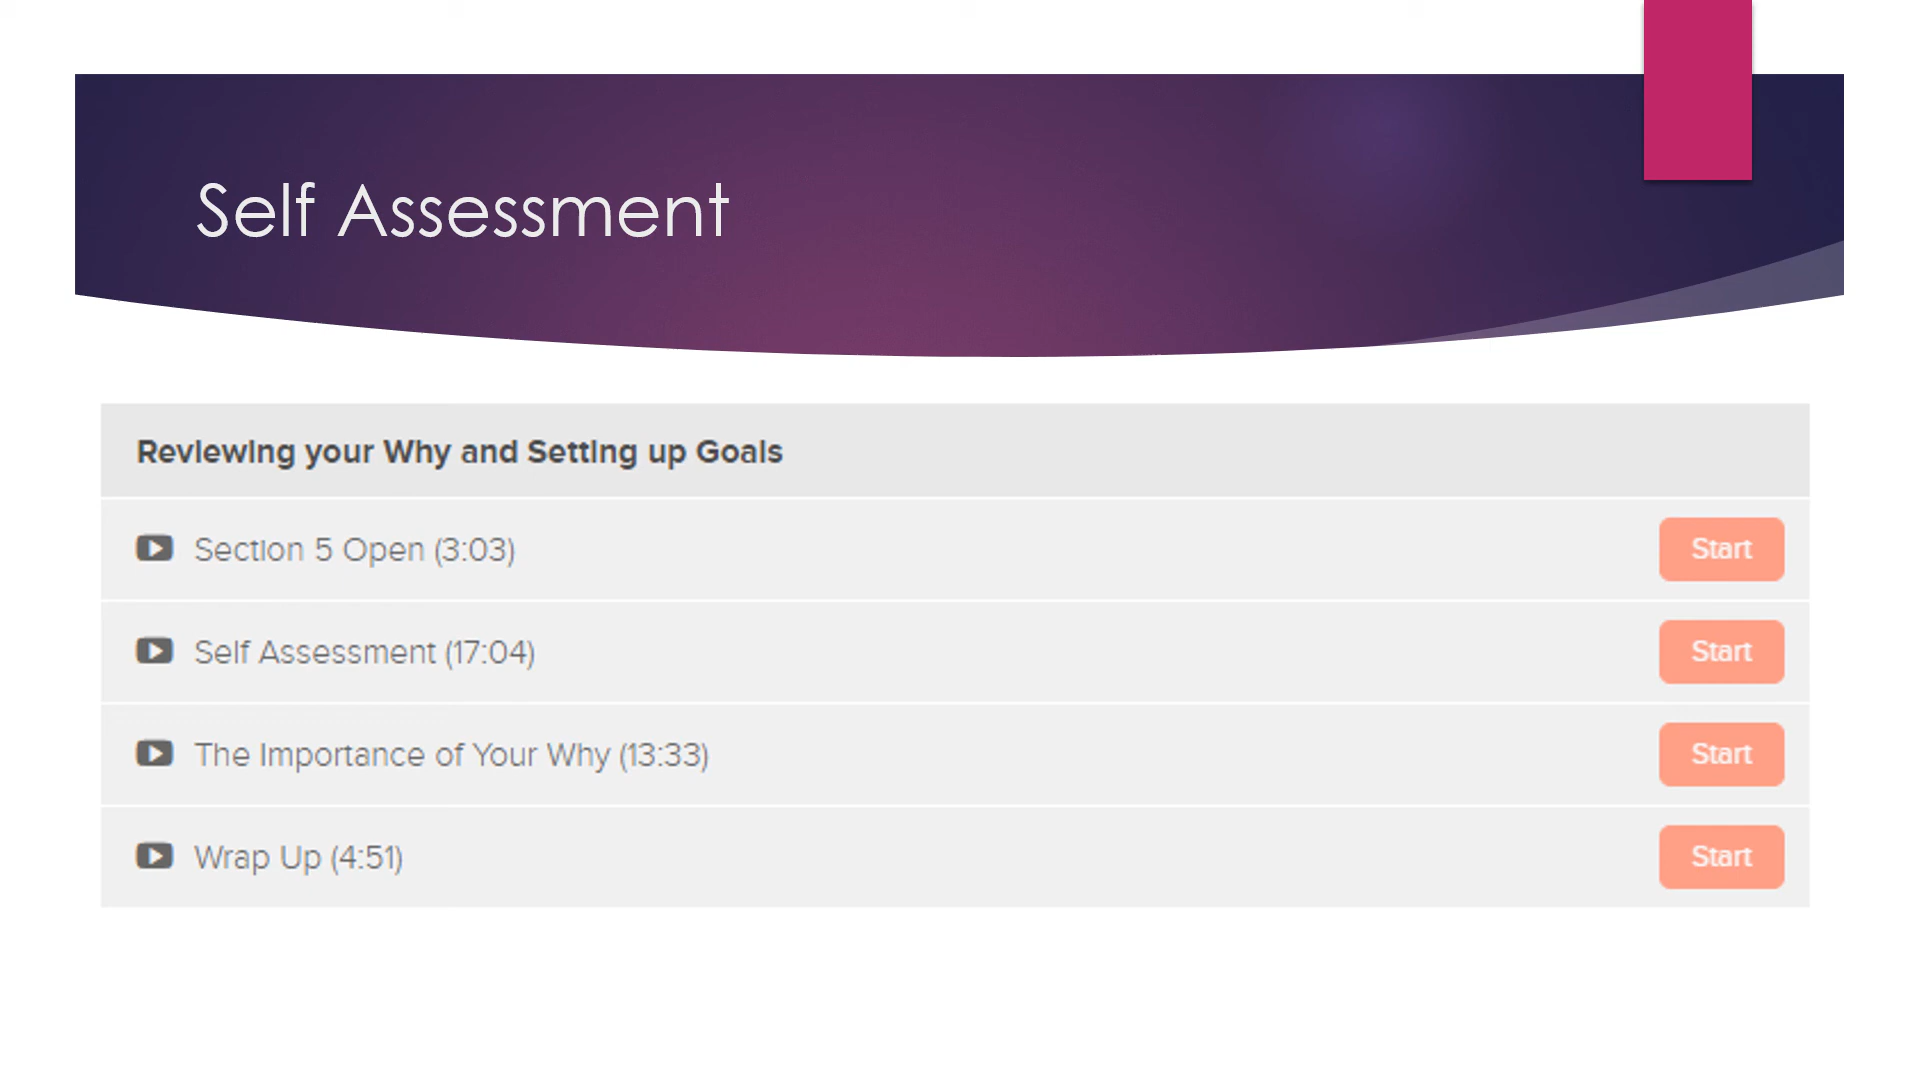 Self Assessment
Reviewing your Why and Setting up Goals
Section 5 Open (3:03)
Start
Self Assessment (17:04)
Start
The Importance of Your Why (13:33)
Start
Wrap Up (4:51)
Start